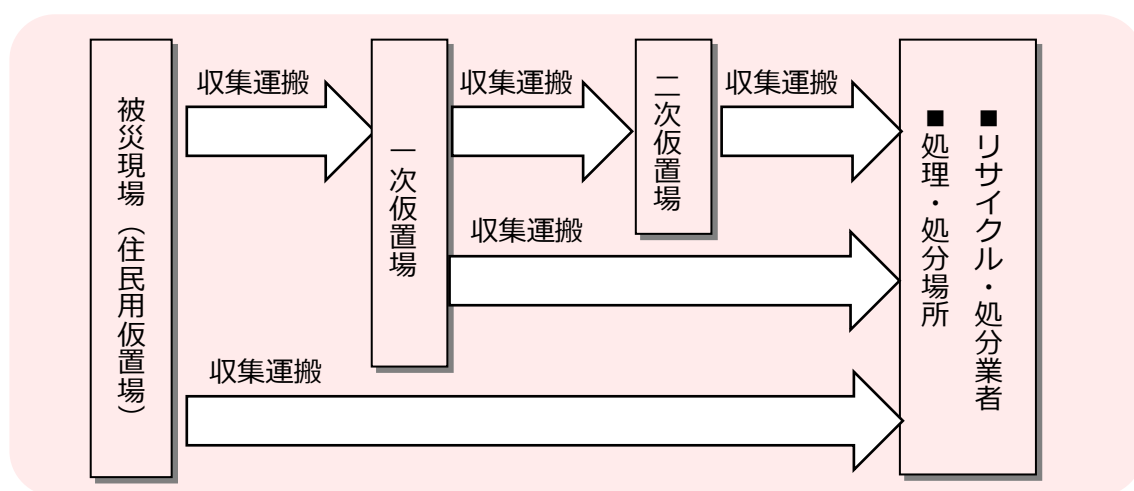 被災現場（住民用仮置場）
収集運搬
一次仮置場
収集運搬
二次仮置場
収集運搬
■リサイクル・処分業者
■処理・処分場所
収集運搬
収集運搬